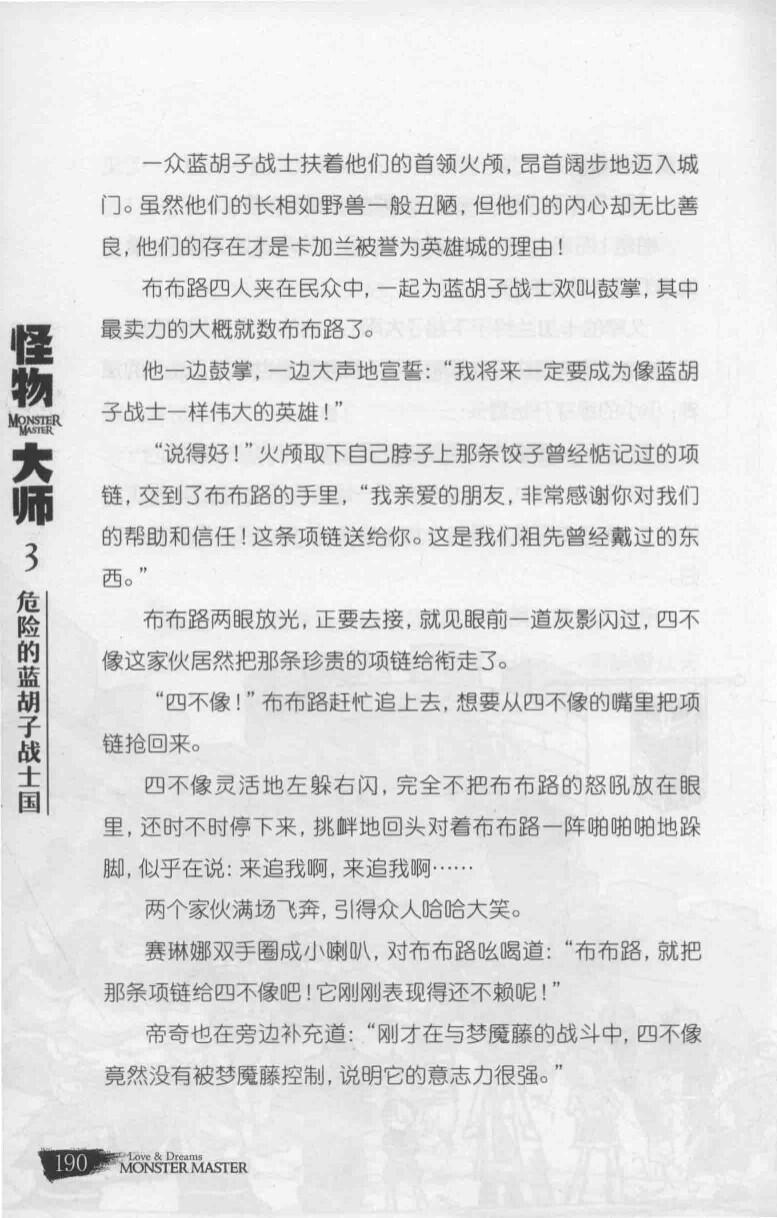 一众蓝胡子战士扶着他们的首领火颅，昂首阔步地迈入城
门。虽然他们的长相如野兽一般丑陋，但他们的内心却无比善
良，他们的存在才是卡加兰被誉为英雄城的理由！
布布路四人夹在民众中，一起为蓝胡子战士欢叫鼓掌，其中
最卖力的大概就数布布路了。
他一边鼓掌，一边大声地宣誓：“我将来一定要成为像蓝胡
子战士一样伟大的英雄！”
“说得好！”火颅取下自己脖子上那条饺子曾经惦记过的项
链，交到了布布路的手里，“我亲爱的朋友，非常感谢你对我们
的帮助和信任！这条项链送给你。这是我们祖先曾经戴过的东
西。”
布布路两眼放光，正要去接，就见眼前一道灰影闪过，四不
像这家伙居然把那条珍贵的项链给衔走了。
“四不像！”布布路赶忙追上去，想要从四不像的嘴里把项
链抢回来。
四不像灵活地左躲右闪，完全不把布布路的怒吼放在眼
里，还时不时停下来，挑衅地回头对着布布路一阵啪啪啪地跺
脚，似乎在说：来追我啊，来追我啊……
两个家伙满场飞奔，引得众人哈哈大笑。
赛琳娜双手圈成小喇叭，对布布路吆喝道：“布布路，就把
那条项链给四不像吧！它刚刚表现得还不赖呢！”
帝奇也在旁边补充道：“刚才在与梦魇藤的战斗中，四不像
竟然没有被梦魇藤控制，说明它的意志力很强。”
怪物
MONSTER
MASTER
大师
3
危险的蓝胡子战士国
190
Love & Dreams
MONSTER MASTER